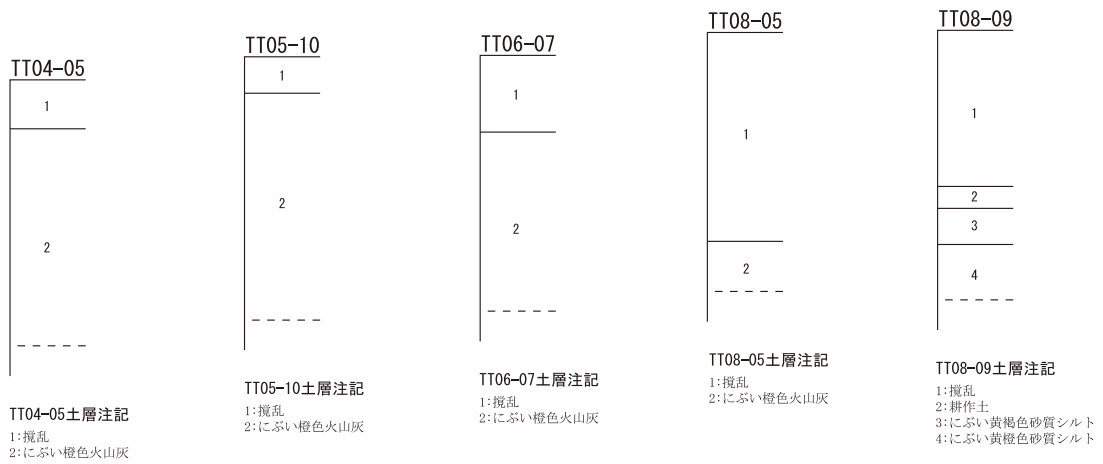 TT04-05
1
2
TT04-05土層注記
1:撹乱
2:にぶい橙色火山灰
TT05-10
1
2
TT05-10土層注記
1:撹乱
2:にぶい橙色火山灰
TT06-07
1
2
TT06-07土層注記
1:撹乱
2:にぶい橙色火山灰
TT08-05
1
2
TT08-05土層注記
1:撹乱
2:にぶい橙色火山灰
TT08-09
1
2
3
4
TT08-09土層注記
1:撹乱
2:耕作土
3:にぶい黄褐色砂質シルト
4:にぶい黄橙色砂質シルト